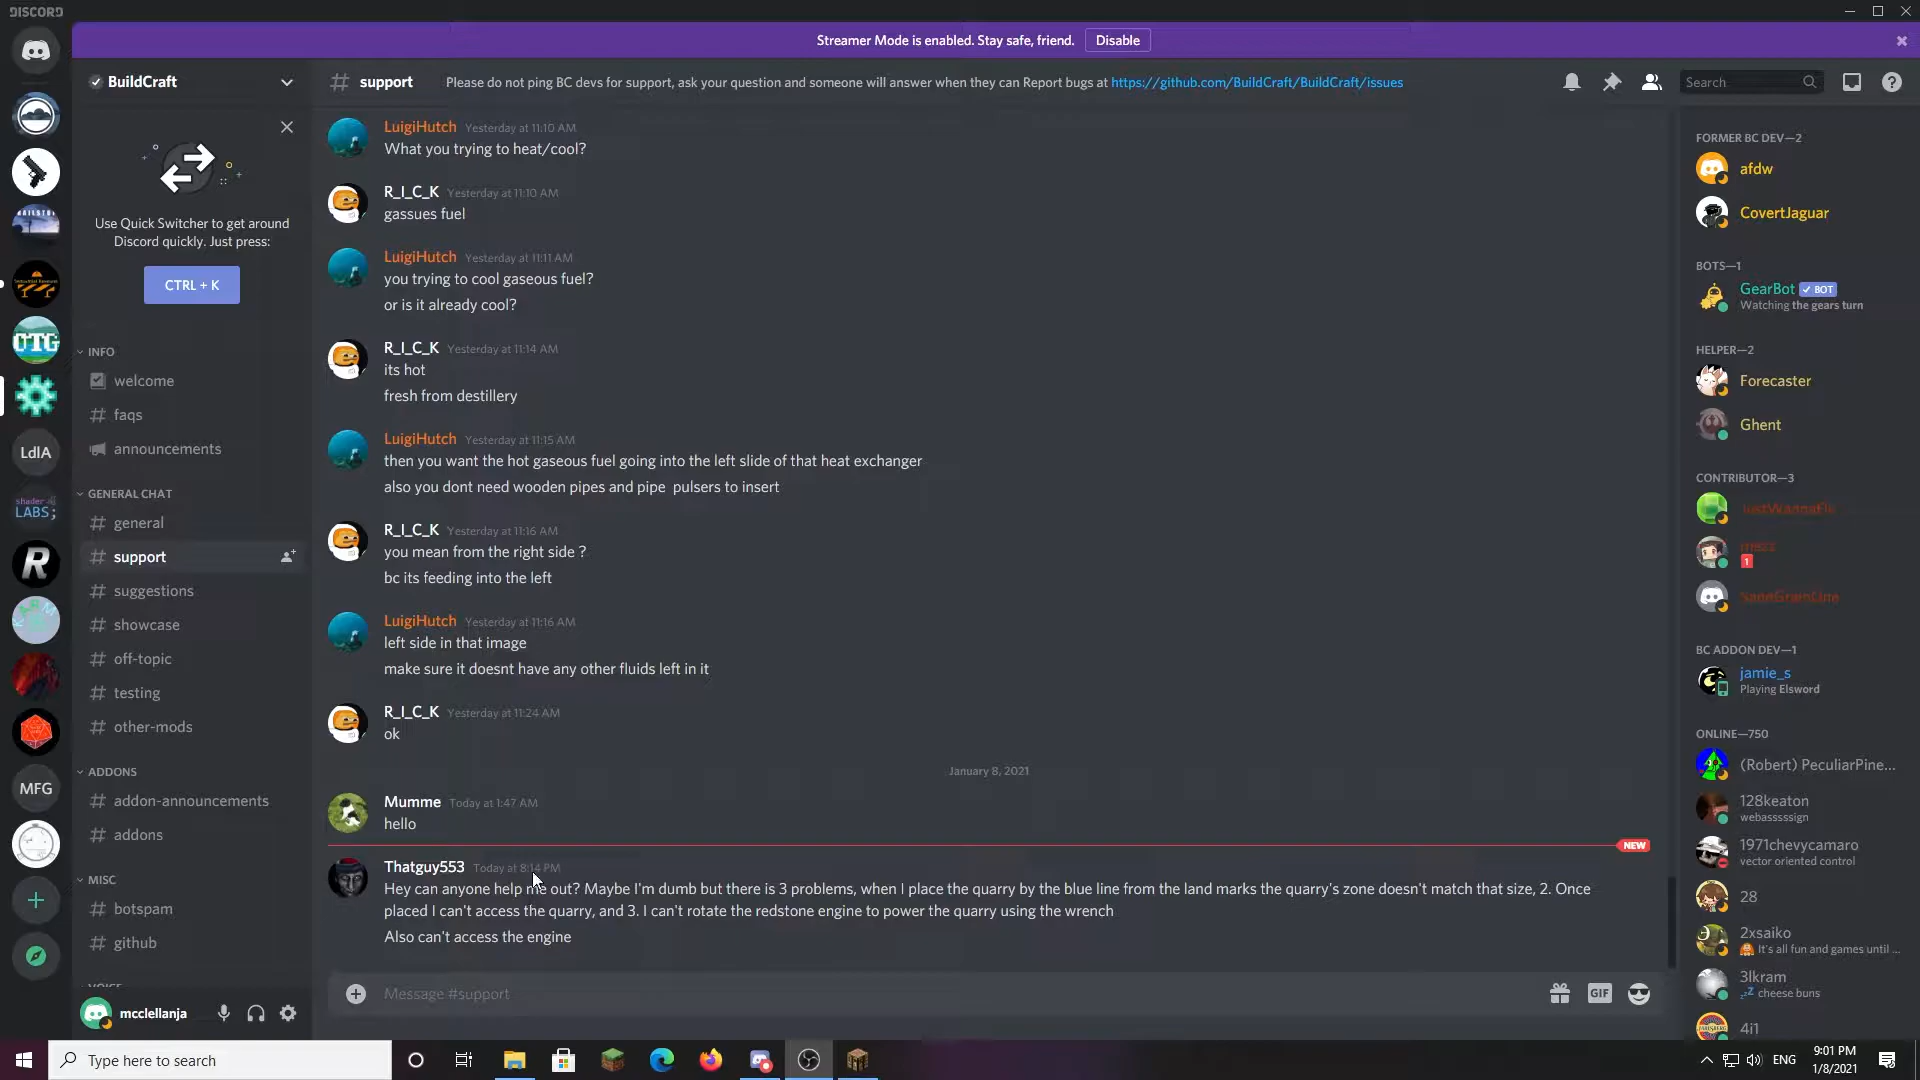 DISCORD
Streamer Mode is enabled. Stay safe, friend.
Disable
BuildCraft
support
Please do not ping BC devs for support, ask your question and someone will answer when they can Report bugs at https://github.com/BuildCraft/BuildCraft/issues
Search
Use Quick Switcher to get around
Discord quickly. Just press:
CTRL + K
INFO
welcome
faqs
announcements
GENERAL CHAT
general
support
suggestions
showcase
off-topic
testing
other-mods
ADDONS
addon-announcements
addons
MISC
botspam
github
mcclellanja
OTG
LdlA
shader
LABS;
R
MFG
LuigiHutch Yesterday at 11:10 AM
What you trying to heat/cool?
R_I_C_K Yesterday at 11:10 AM
gassues fuel
LuigiHutch Yesterday at 11:11 AM
you trying to cool gaseous fuel?
or is it already cool?
R_I_C_K Yesterday at 11:14 AM
its hot
fresh from destillery
LuigiHutch Yesterday at 11:15 AM
then you want the hot gaseous fuel going into the left slide of that heat exchanger
also you dont need wooden pipes and pipe pulsers to insert
R_I_C_K Yesterday at 11:16 AM
you mean from the right side ?
bc its feeding into the left
LuigiHutch Yesterday at 11:16 AM
left side in that image
make sure it doesnt have any other fluids left in it
R_I_C_K Yesterday at 11:24 AM
ok
January 8, 2021
Mumme Today at 1:47 AM
hello
NEW
Thatguy553 Today at 8:14 PM
Hey can anyone help me out? Maybe I'm dumb but there is 3 problems, when I place the quarry by the blue line from the land marks the quarry's zone doesn't match that size, 2. Once
placed I can't access the quarry, and 3. I can't rotate the redstone engine to power the quarry using the wrench
Also can't access the engine
Message #support
GIF
FORMER BC DEV—2
afdw
CovertJaguar
BOTS—1
GearBot BOT
Watching the gears turn
HELPER—2
Forecaster
Ghent
CONTRIBUTOR—3
JustWannaFly
1
BC ADDON DEV—1
jamie_s
Playing Elsword
ONLINE—750
(Robert) PeculiarPine...
128keaton
webasssssign
1971chevycamaro
vector oriented control
28
2xsaiko
It's all fun and games until ...
3lkram
cheese buns
4i1
Type here to search
ENG
9:01 PM
1/8/2021